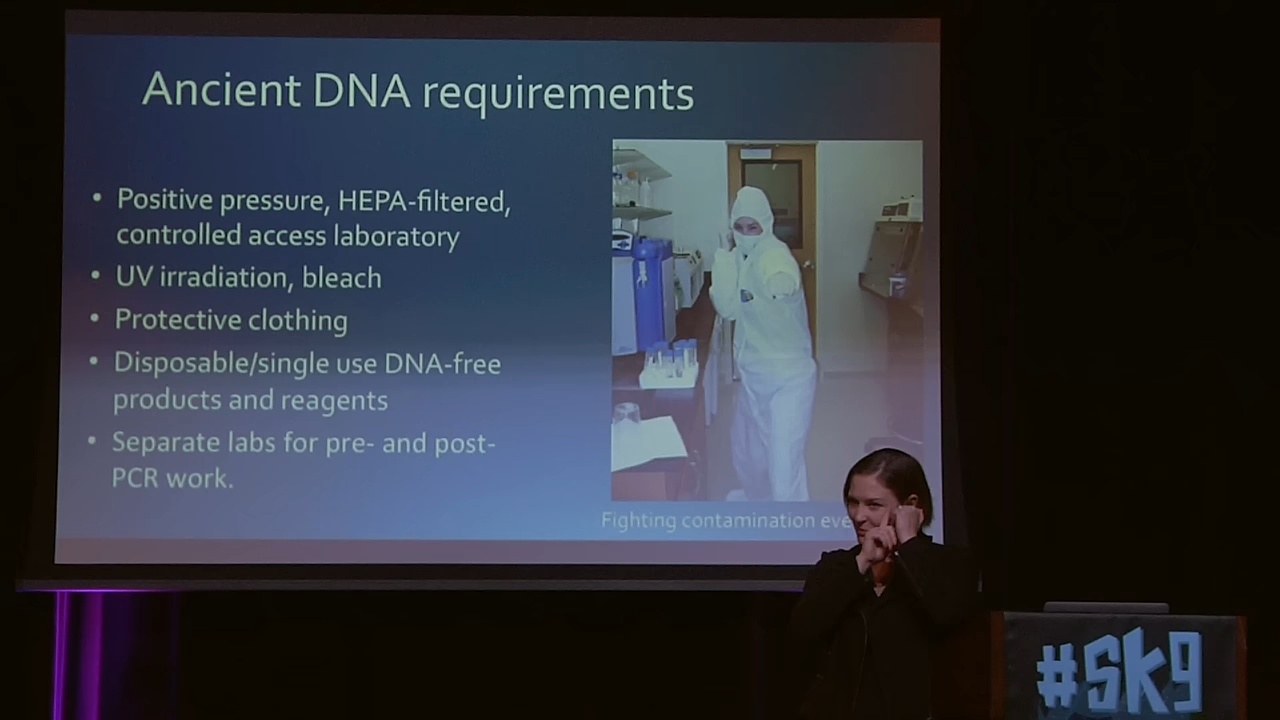 Ancient DNA requirements
• Positive pressure, HEPA-filtered,
controlled access laboratory
• UV irradiation, bleach
• Protective clothing
• Disposable/single use DNA-free
products and reagents
• Separate labs for pre- and post-
PCR work.
Fighting contamination
#SK9